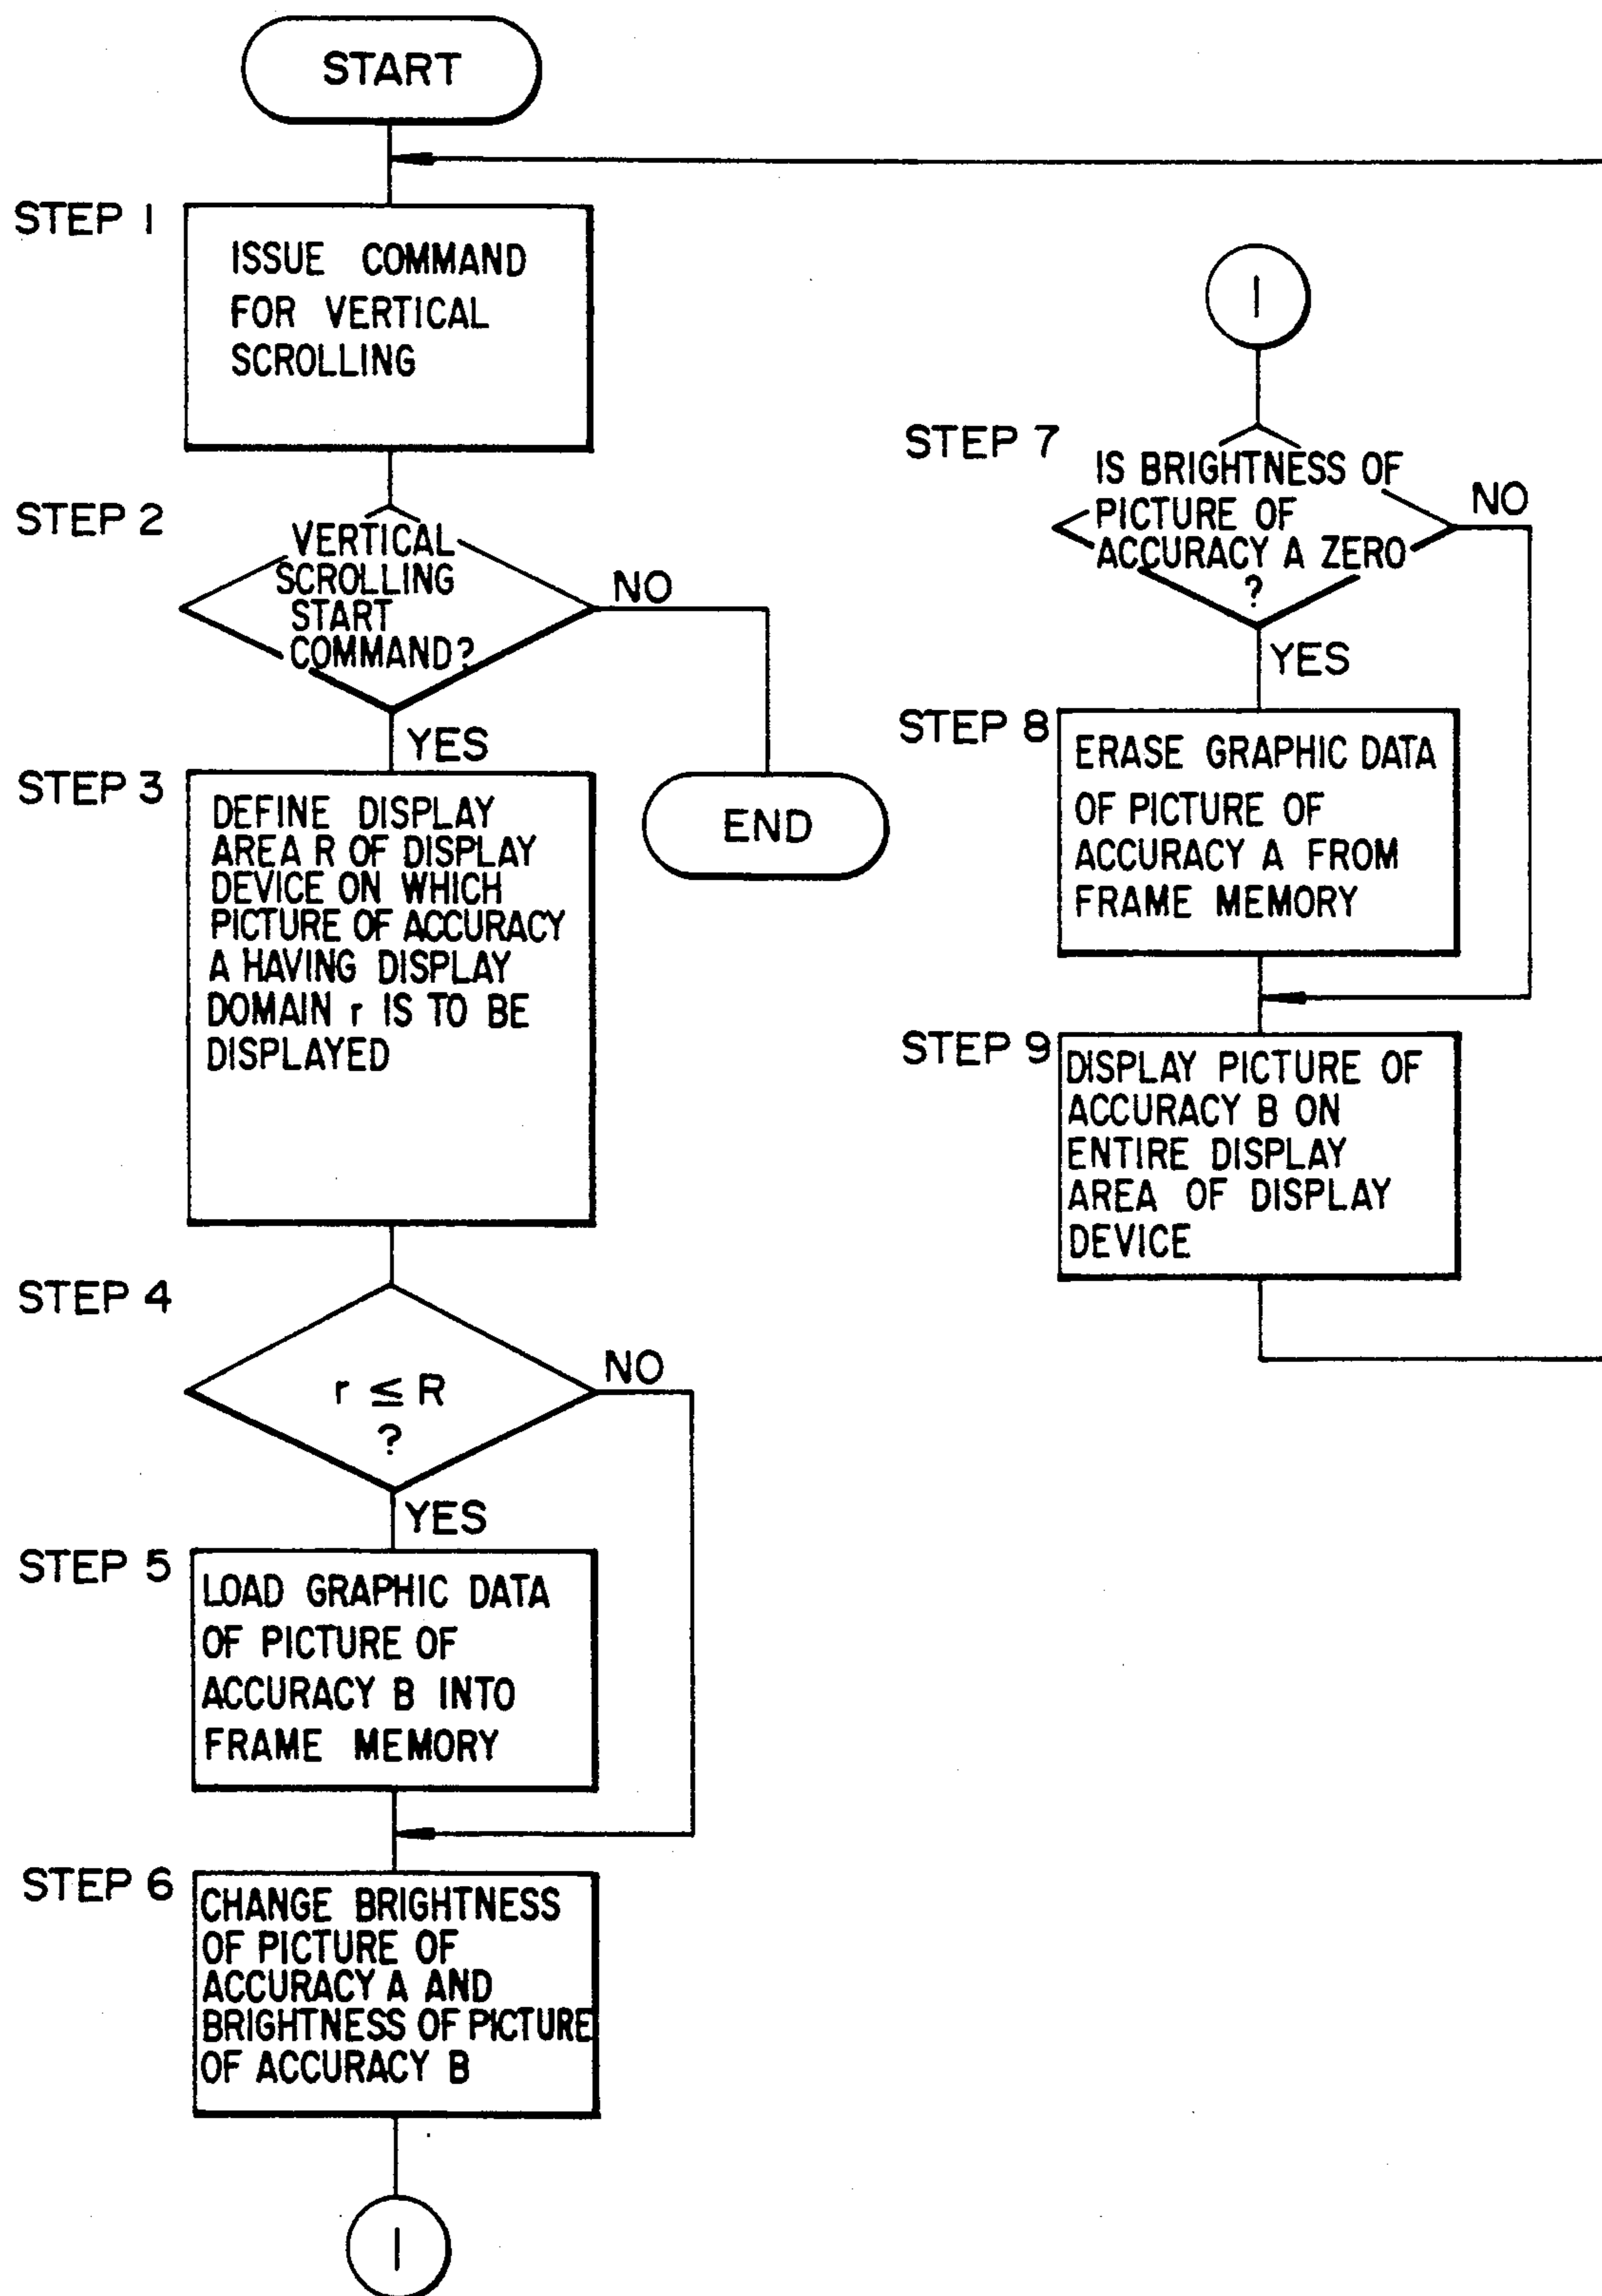 START
STEP 1
ISSUE COMMAND
FOR VERTICAL
SCROLLING
STEP 2
VERTICAL
SCROLLING
START
COMMAND?
NO
YES
END
STEP 3
DEFINE DISPLAY
AREA R OF DISPLAY
DEVICE ON WHICH
PICTURE OF ACCURACY
A HAVING DISPLAY
DOMAIN r IS TO BE
DISPLAYED
STEP 4
r ≤ R
?
NO
YES
STEP 5
LOAD GRAPHIC DATA
OF PICTURE OF
ACCURACY B INTO
FRAME MEMORY
STEP 6
CHANGE BRIGHTNESS
OF PICTURE OF
ACCURACY A AND
BRIGHTNESS OF PICTURE
OF ACCURACY B
1
1
STEP 7
IS BRIGHTNESS OF
PICTURE OF
ACCURACY A ZERO
?
NO
YES
STEP 8
ERASE GRAPHIC DATA
OF PICTURE OF
ACCURACY A FROM
FRAME MEMORY
STEP 9
DISPLAY PICTURE OF
ACCURACY B ON
ENTIRE DISPLAY
AREA OF DISPLAY
DEVICE